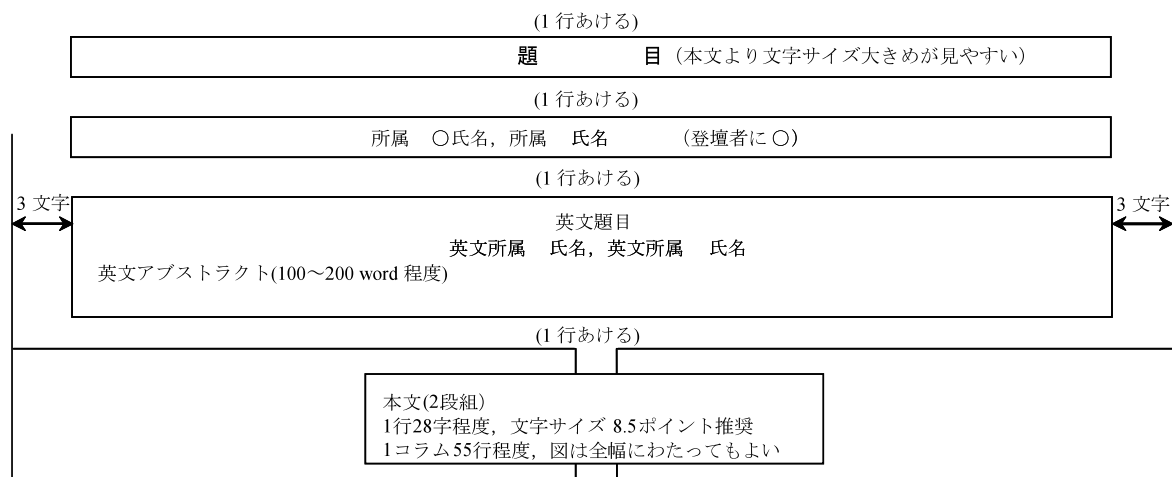 (1 行あける)
題　　　目（本文より文字サイズ大きめが見やすい）
(1 行あける)
所属　○氏名，所属　氏名　　　（登壇者に ○）
(1 行あける)
3 文字
3 文字
英文題目
英文所属　氏名，英文所属　氏名
英文アブストラクト(100～200 word 程度)
(1 行あける)
本文(2段組）
1行28字程度，文字サイズ 8.5ポイント推奨
1コラム55行程度，図は全幅にわたってもよい